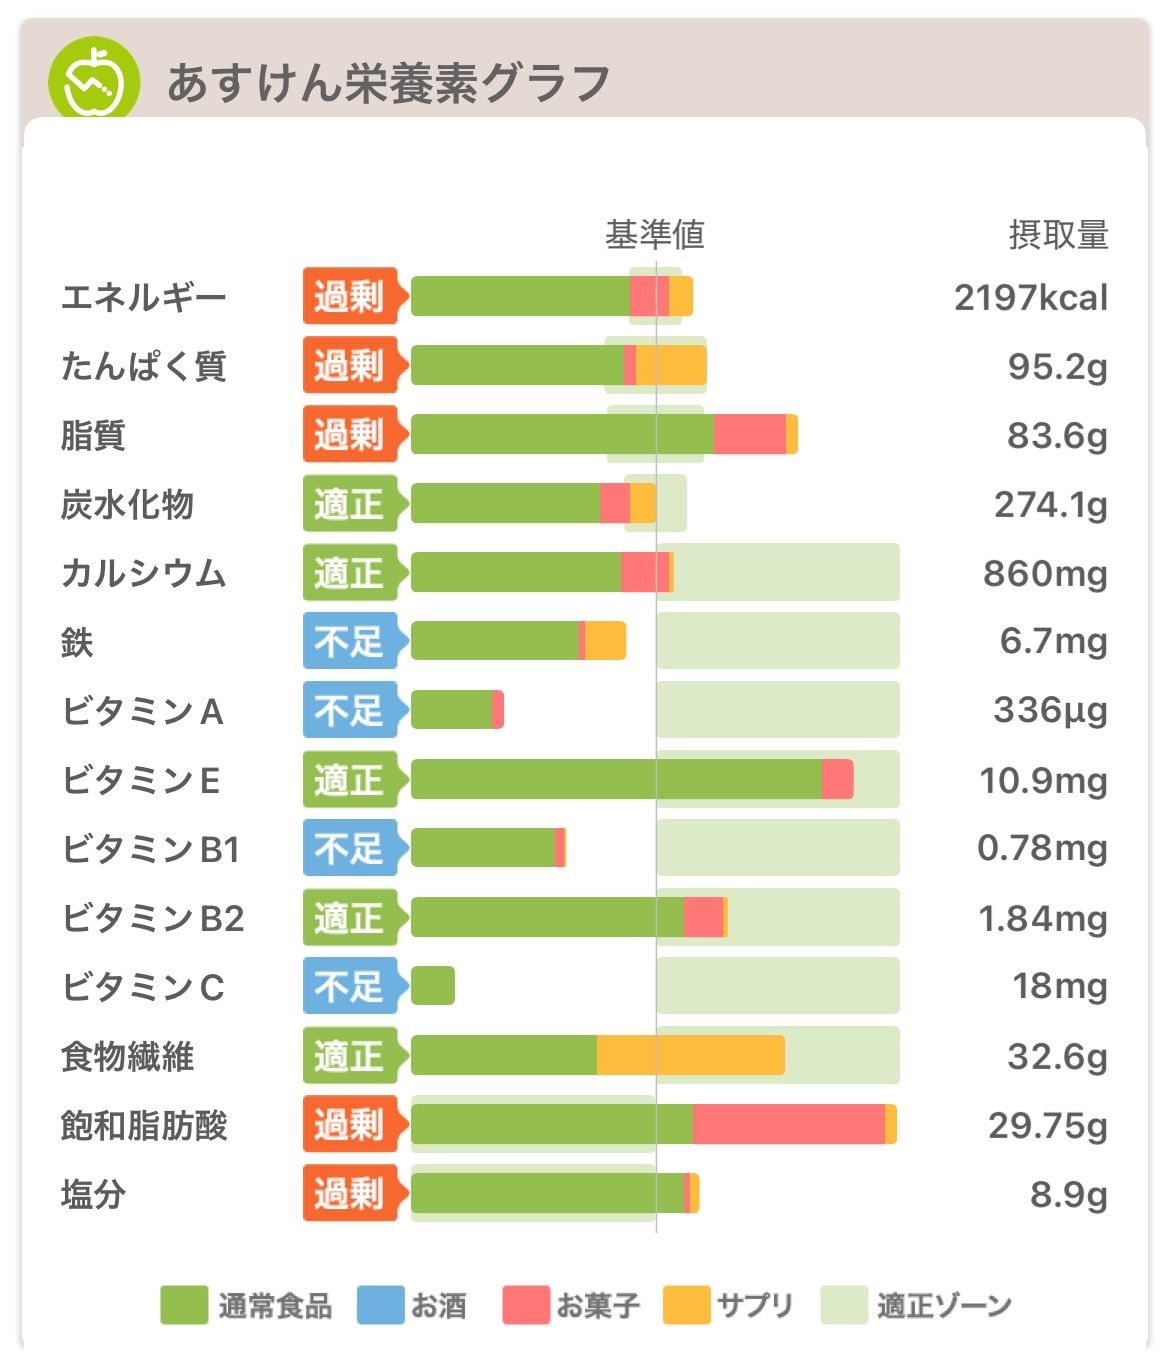 あすけん栄養素グラフ
基準値 摂取量
エネルギー 過剰 2197kcal
たんぱく質 過剰 95.2g
脂質 過剰 83.6g
炭水化物 適正 274.1g
カルシウム 適正 860mg
鉄 不足 6.7mg
ビタミンA 不足 336μg
ビタミンE 適正 10.9mg
ビタミンB1 不足 0.78mg
ビタミンB2 適正 1.84mg
ビタミンC 不足 18mg
食物繊維 適正 32.6g
飽和脂肪酸 過剰 29.75g
塩分 過剰 8.9g
通常食品 お酒 お菓子 サプリ 適正ゾーン